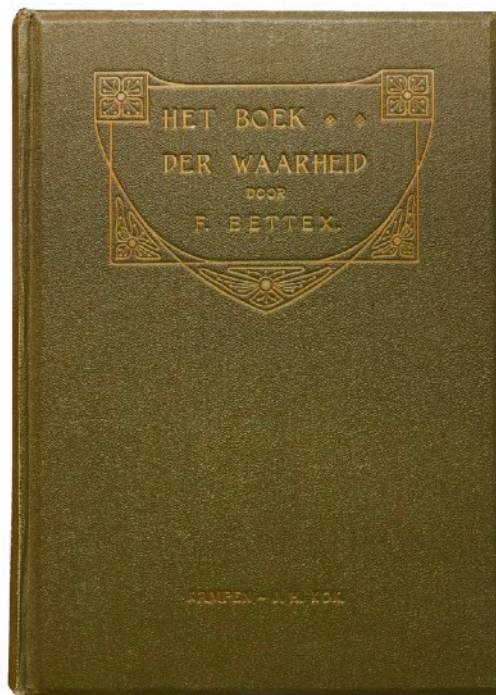 HET BOEK
DER WAARHEID
DOOR
F. BETTEX.
KAMPEN – J. H. KOK.